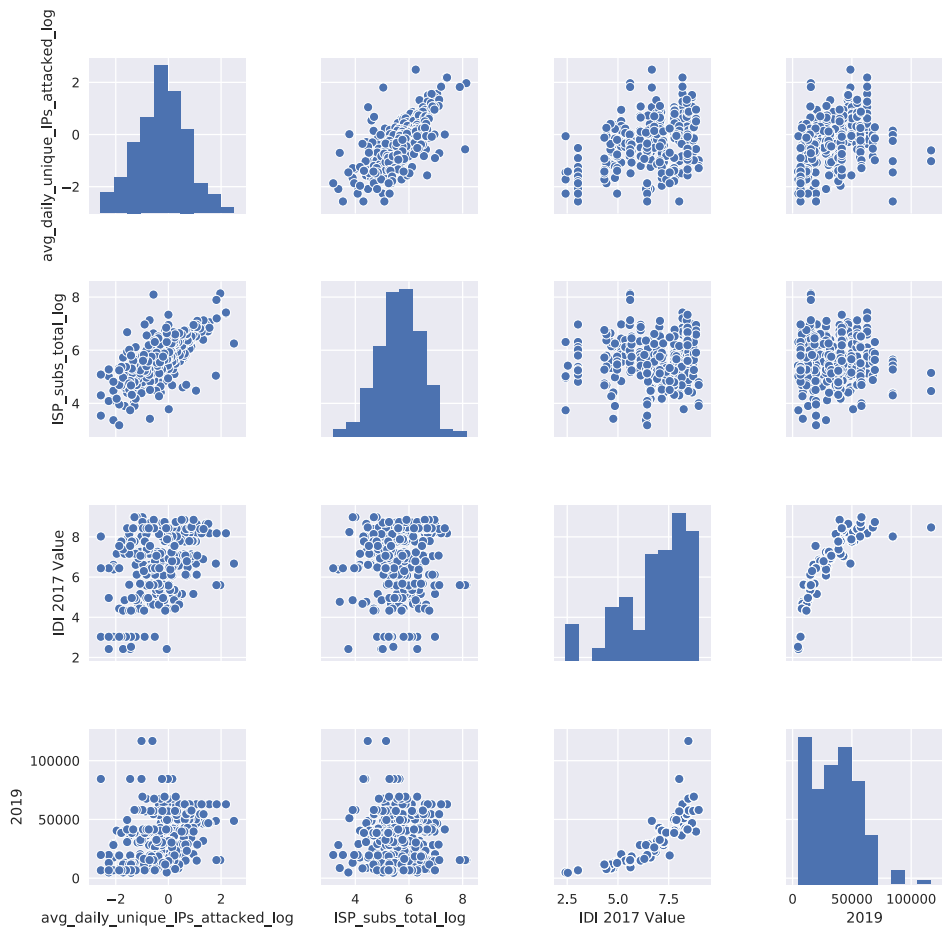 avg_daily_unique_IPs_attacked_log
2
0
−2
ISP_subs_total_log
8
6
4
IDI 2017 Value
8
6
4
2
2019
100000
50000
0
−2 0 2
4 6 8
2.5 5.0 7.5
0 50000 100000
avg_daily_unique_IPs_attacked_log
ISP_subs_total_log
IDI 2017 Value
2019